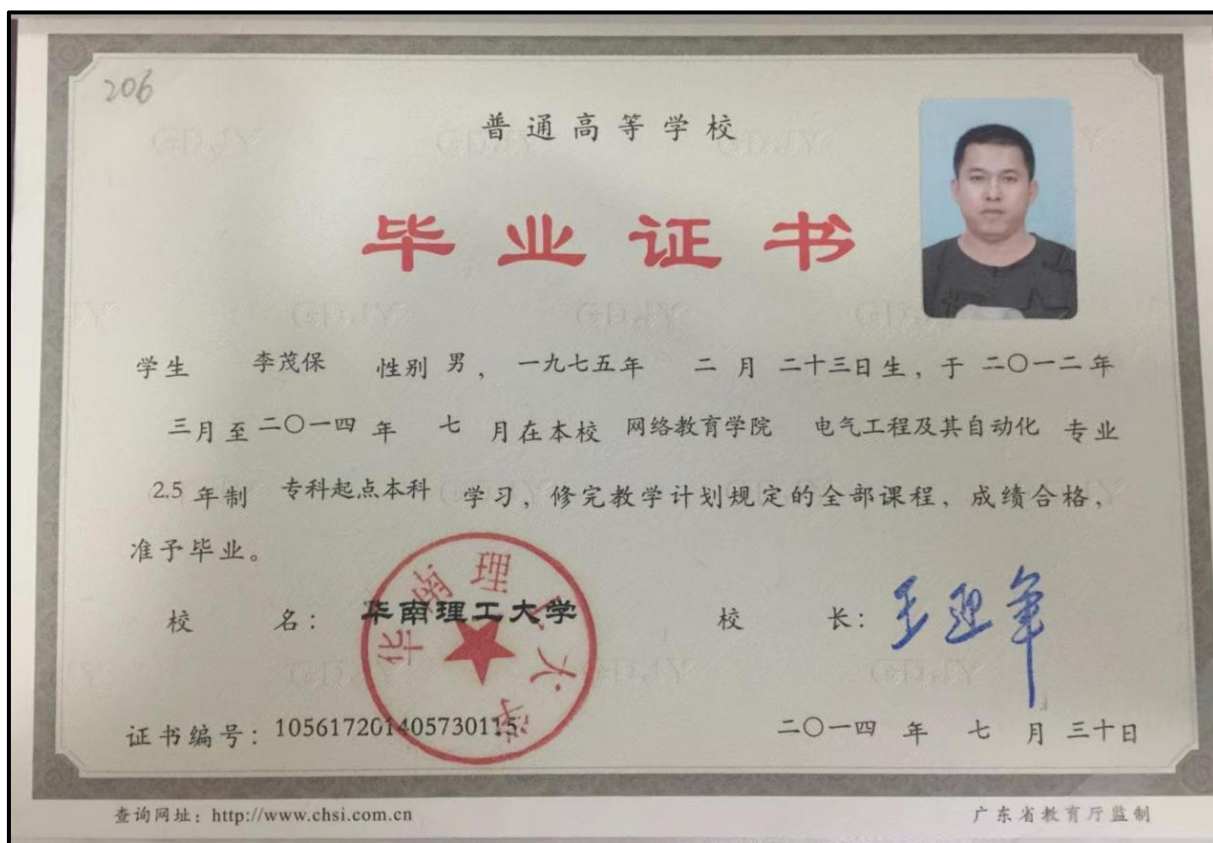 206
普通高等学校
毕业证书
学生 李茂保 性别 男，一九七五年 二 月 二十三日生，于 二〇一二年
三月至二〇一四 年 七 月在本校 网络教育学院 电气工程及其自动化 专业
2.5 年制 专科起点本科 学习，修完教学计划规定的全部课程，成绩合格，
准予毕业。
校 名： 华南理工大学 校 长：
华南理工大学
证书编号：105617201405730115 二〇一四 年 七 月 三十日
查询网址：http://www.chsi.com.cn 广东省教育厅监制